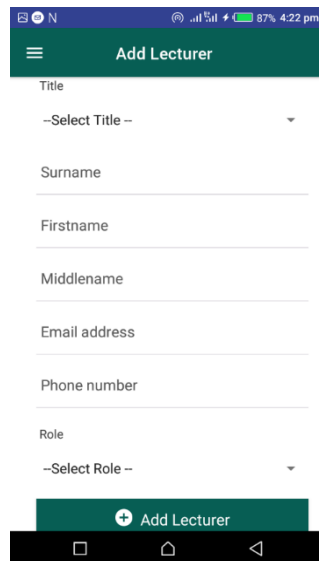 N 87% 4:22 pm
Add Lecturer
Title
--Select Title --
Surname
Firstname
Middlename
Email address
Phone number
Role
--Select Role --
Add Lecturer